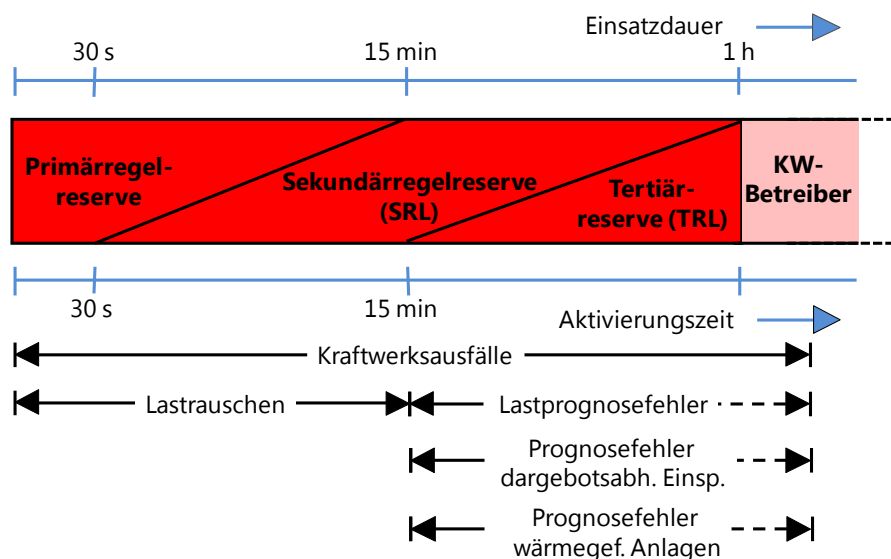 Einsatzdauer
30 s 15 min 1 h
Primärregel-
reserve
Sekundärregelreserve
(SRL)
Tertiär-
reserve (TRL)
KW-
Betreiber
30 s 15 min
Aktivierungszeit
Kraftwerksausfälle
Lastrauschen
Lastprognosefehler
Prognosefehler
dargebotsabh. Einsp.
Prognosefehler
wärmegef. Anlagen